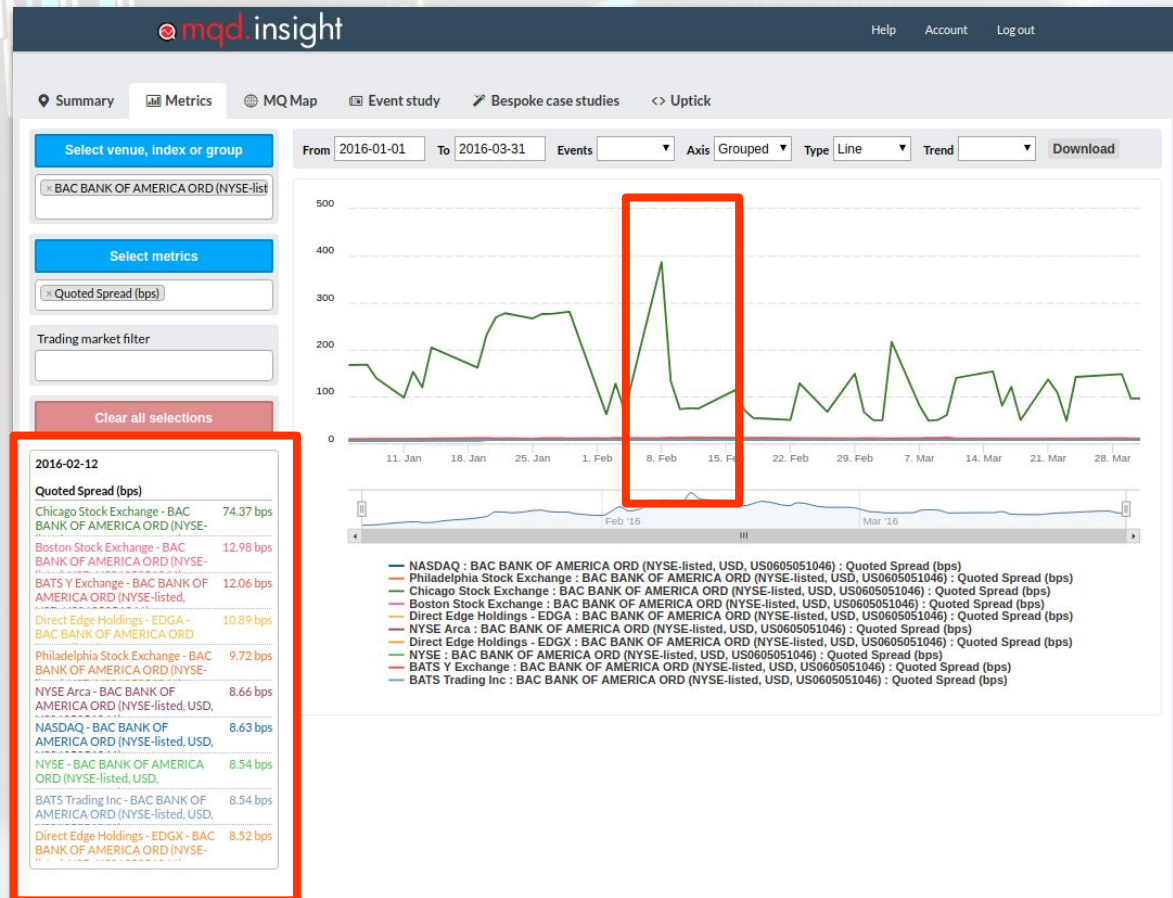 mqd.insight
Help Account Log out
Summary Metrics MQ Map Event study Bespoke case studies <> Uptick
Select venue, index or group
× BAC BANK OF AMERICA ORD (NYSE-list
Select metrics
× Quoted Spread (bps)
Trading market filter
Clear all selections
2016-02-12
Quoted Spread (bps)
Chicago Stock Exchange - BAC 74.37 bps
BANK OF AMERICA ORD (NYSE-
Boston Stock Exchange - BAC 12.98 bps
BANK OF AMERICA ORD (NYSE-
BATS Y Exchange - BAC BANK OF 12.06 bps
AMERICA ORD (NYSE-listed,
Direct Edge Holdings - EDGA - 10.89 bps
BAC BANK OF AMERICA ORD
Philadelphia Stock Exchange - BAC 9.72 bps
BANK OF AMERICA ORD (NYSE-
NYSE Arca - BAC BANK OF 8.66 bps
AMERICA ORD (NYSE-listed, USD,
NASDAQ - BAC BANK OF 8.63 bps
AMERICA ORD (NYSE-listed, USD,
NYSE - BAC BANK OF AMERICA 8.54 bps
ORD (NYSE-listed, USD,
BATS Trading Inc - BAC BANK OF 8.54 bps
AMERICA ORD (NYSE-listed, USD,
Direct Edge Holdings - EDGX - BAC 8.52 bps
BANK OF AMERICA ORD (NYSE-
From 2016-01-01 To 2016-03-31 Events Axis Grouped Type Line Trend Download
500
400
300
200
100
0
11. Jan 18. Jan 25. Jan 1. Feb 8. Feb 15. Feb 22. Feb 29. Feb 7. Mar 14. Mar 21. Mar 28. Mar
Feb '16 Mar '16
NASDAQ : BAC BANK OF AMERICA ORD (NYSE-listed, USD, US0605051046) : Quoted Spread (bps)
Philadelphia Stock Exchange : BAC BANK OF AMERICA ORD (NYSE-listed, USD, US0605051046) : Quoted Spread (bps)
Chicago Stock Exchange : BAC BANK OF AMERICA ORD (NYSE-listed, USD, US0605051046) : Quoted Spread (bps)
Boston Stock Exchange : BAC BANK OF AMERICA ORD (NYSE-listed, USD, US0605051046) : Quoted Spread (bps)
Direct Edge Holdings - EDGA : BAC BANK OF AMERICA ORD (NYSE-listed, USD, US0605051046) : Quoted Spread (bps)
NYSE Arca : BAC BANK OF AMERICA ORD (NYSE-listed, USD, US0605051046) : Quoted Spread (bps)
Direct Edge Holdings - EDGX : BAC BANK OF AMERICA ORD (NYSE-listed, USD, US0605051046) : Quoted Spread (bps)
NYSE : BAC BANK OF AMERICA ORD (NYSE-listed, USD, US0605051046) : Quoted Spread (bps)
BATS Y Exchange : BAC BANK OF AMERICA ORD (NYSE-listed, USD, US0605051046) : Quoted Spread (bps)
BATS Trading Inc : BAC BANK OF AMERICA ORD (NYSE-listed, USD, US0605051046) : Quoted Spread (bps)